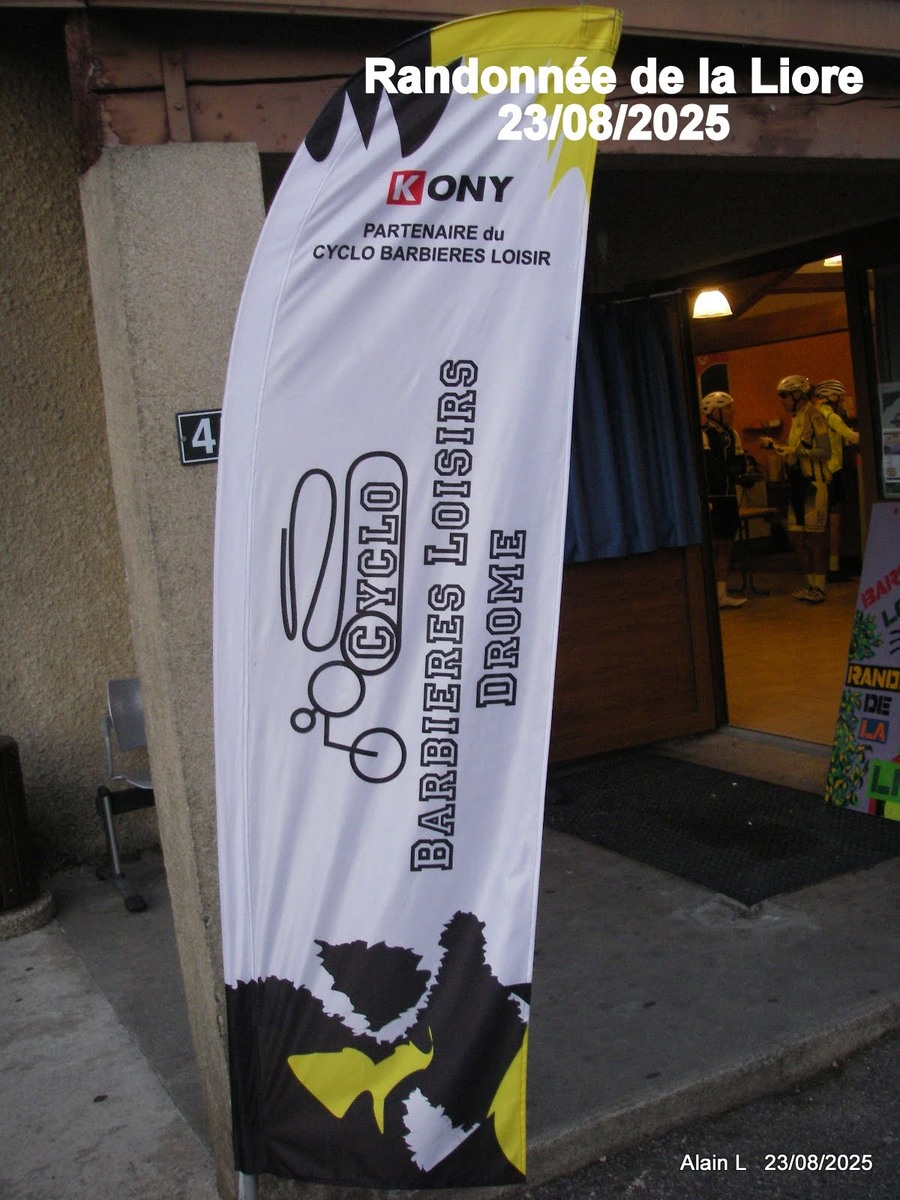 Randonnée de la Liore
23/08/2025
KONY
PARTENAIRE du
CYCLO BARBIERES LOISIR
4
CYCLO
BARBIERES LOISIRS
DROME
RAND
DE
LA
Alain L 23/08/2025